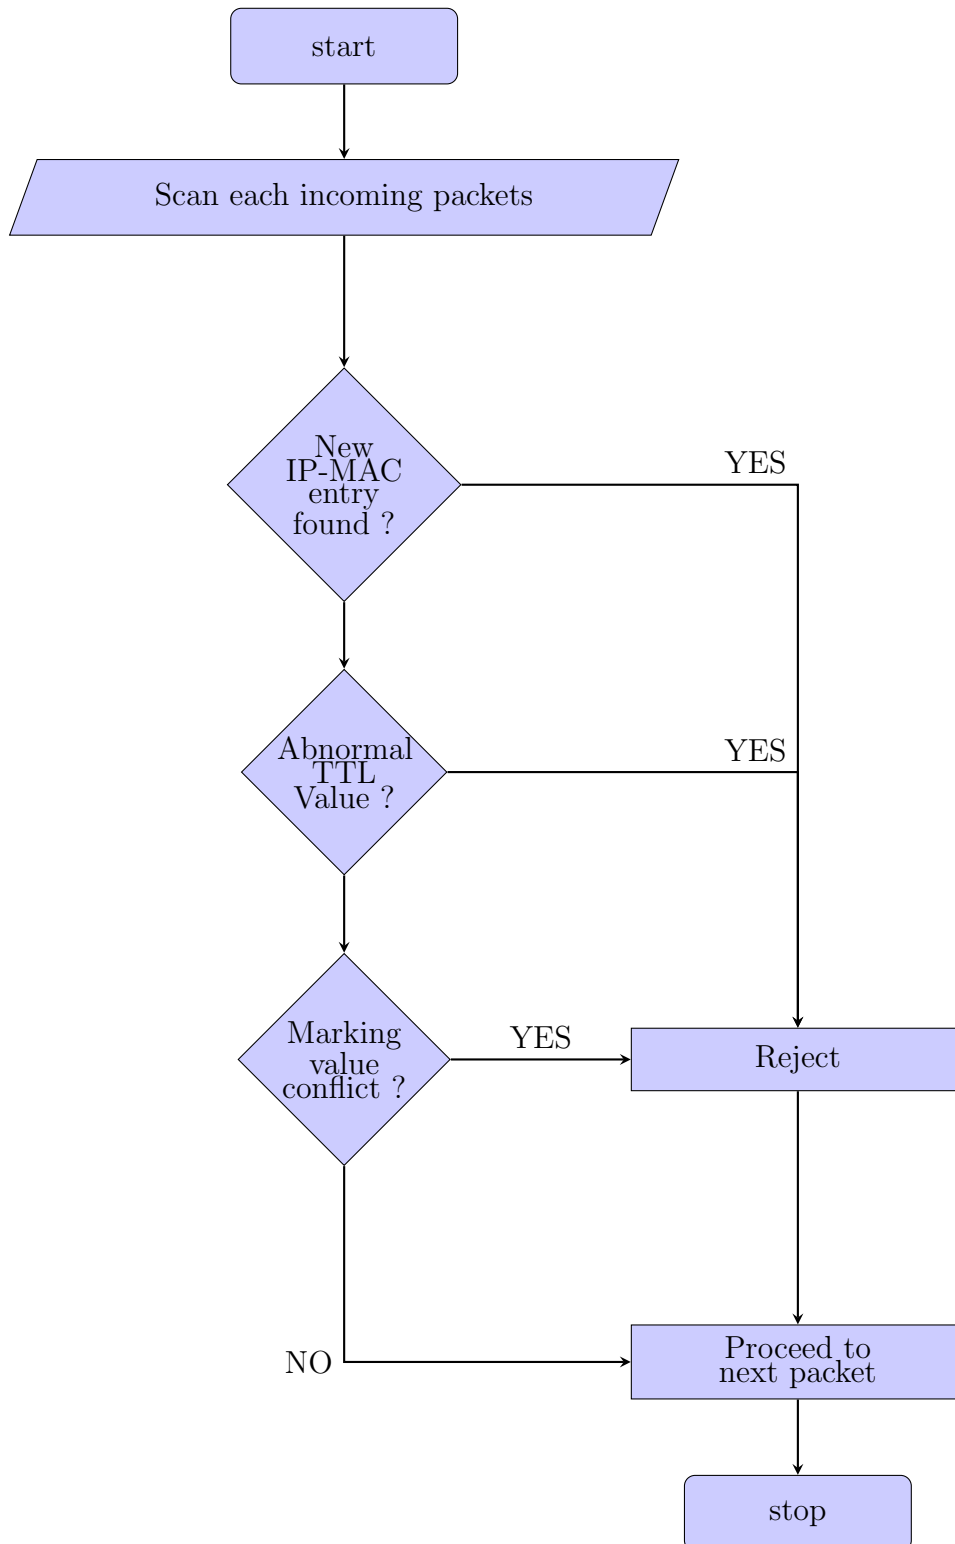 start
Scan each incoming packets
New
IP-MAC
entry
found ?
YES
Abnormal
TTL
Value ?
YES
Marking
value
conflict ?
YES
Reject
NO
Proceed to
next packet
stop